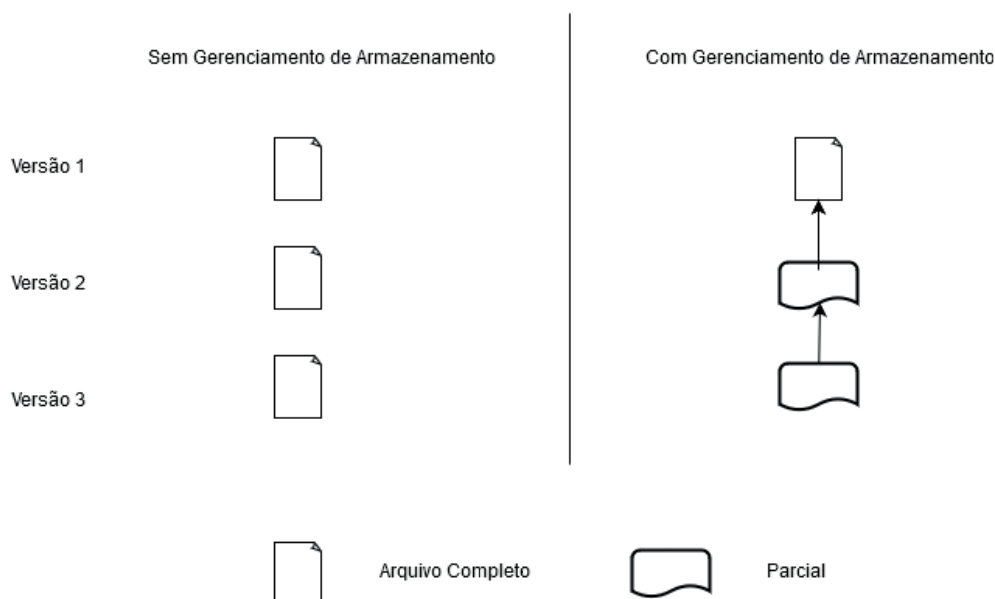 Sem Gerenciamento de Armazenamento
Com Gerenciamento de Armazenamento
Versão 1
Versão 2
Versão 3
Arquivo Completo
Parcial